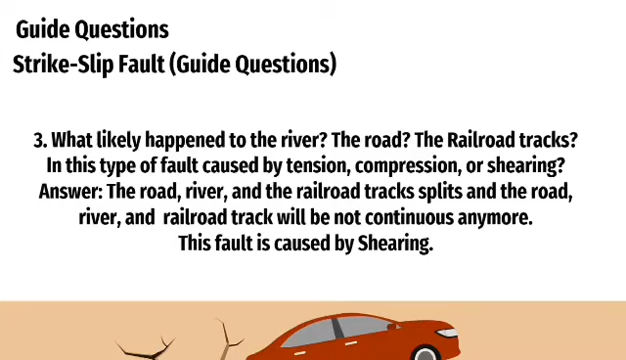 Guide Questions
Strike-Slip Fault (Guide Questions)
3. What likely happened to the river? The road? The Railroad tracks?
In this type of fault caused by tension, compression, or shearing?
Answer: The road, river, and the railroad tracks splits and the road,
river, and railroad track will be not continuous anymore.
This fault is caused by Shearing.